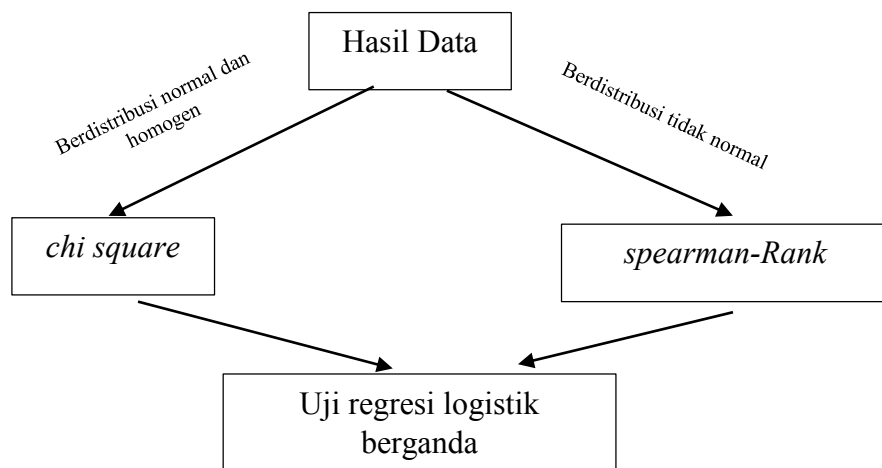 Hasil Data
Berdistribusi normal dan
homogen
Berdistribusi tidak normal
chi square
spearman-Rank
Uji regresi logistik
berganda